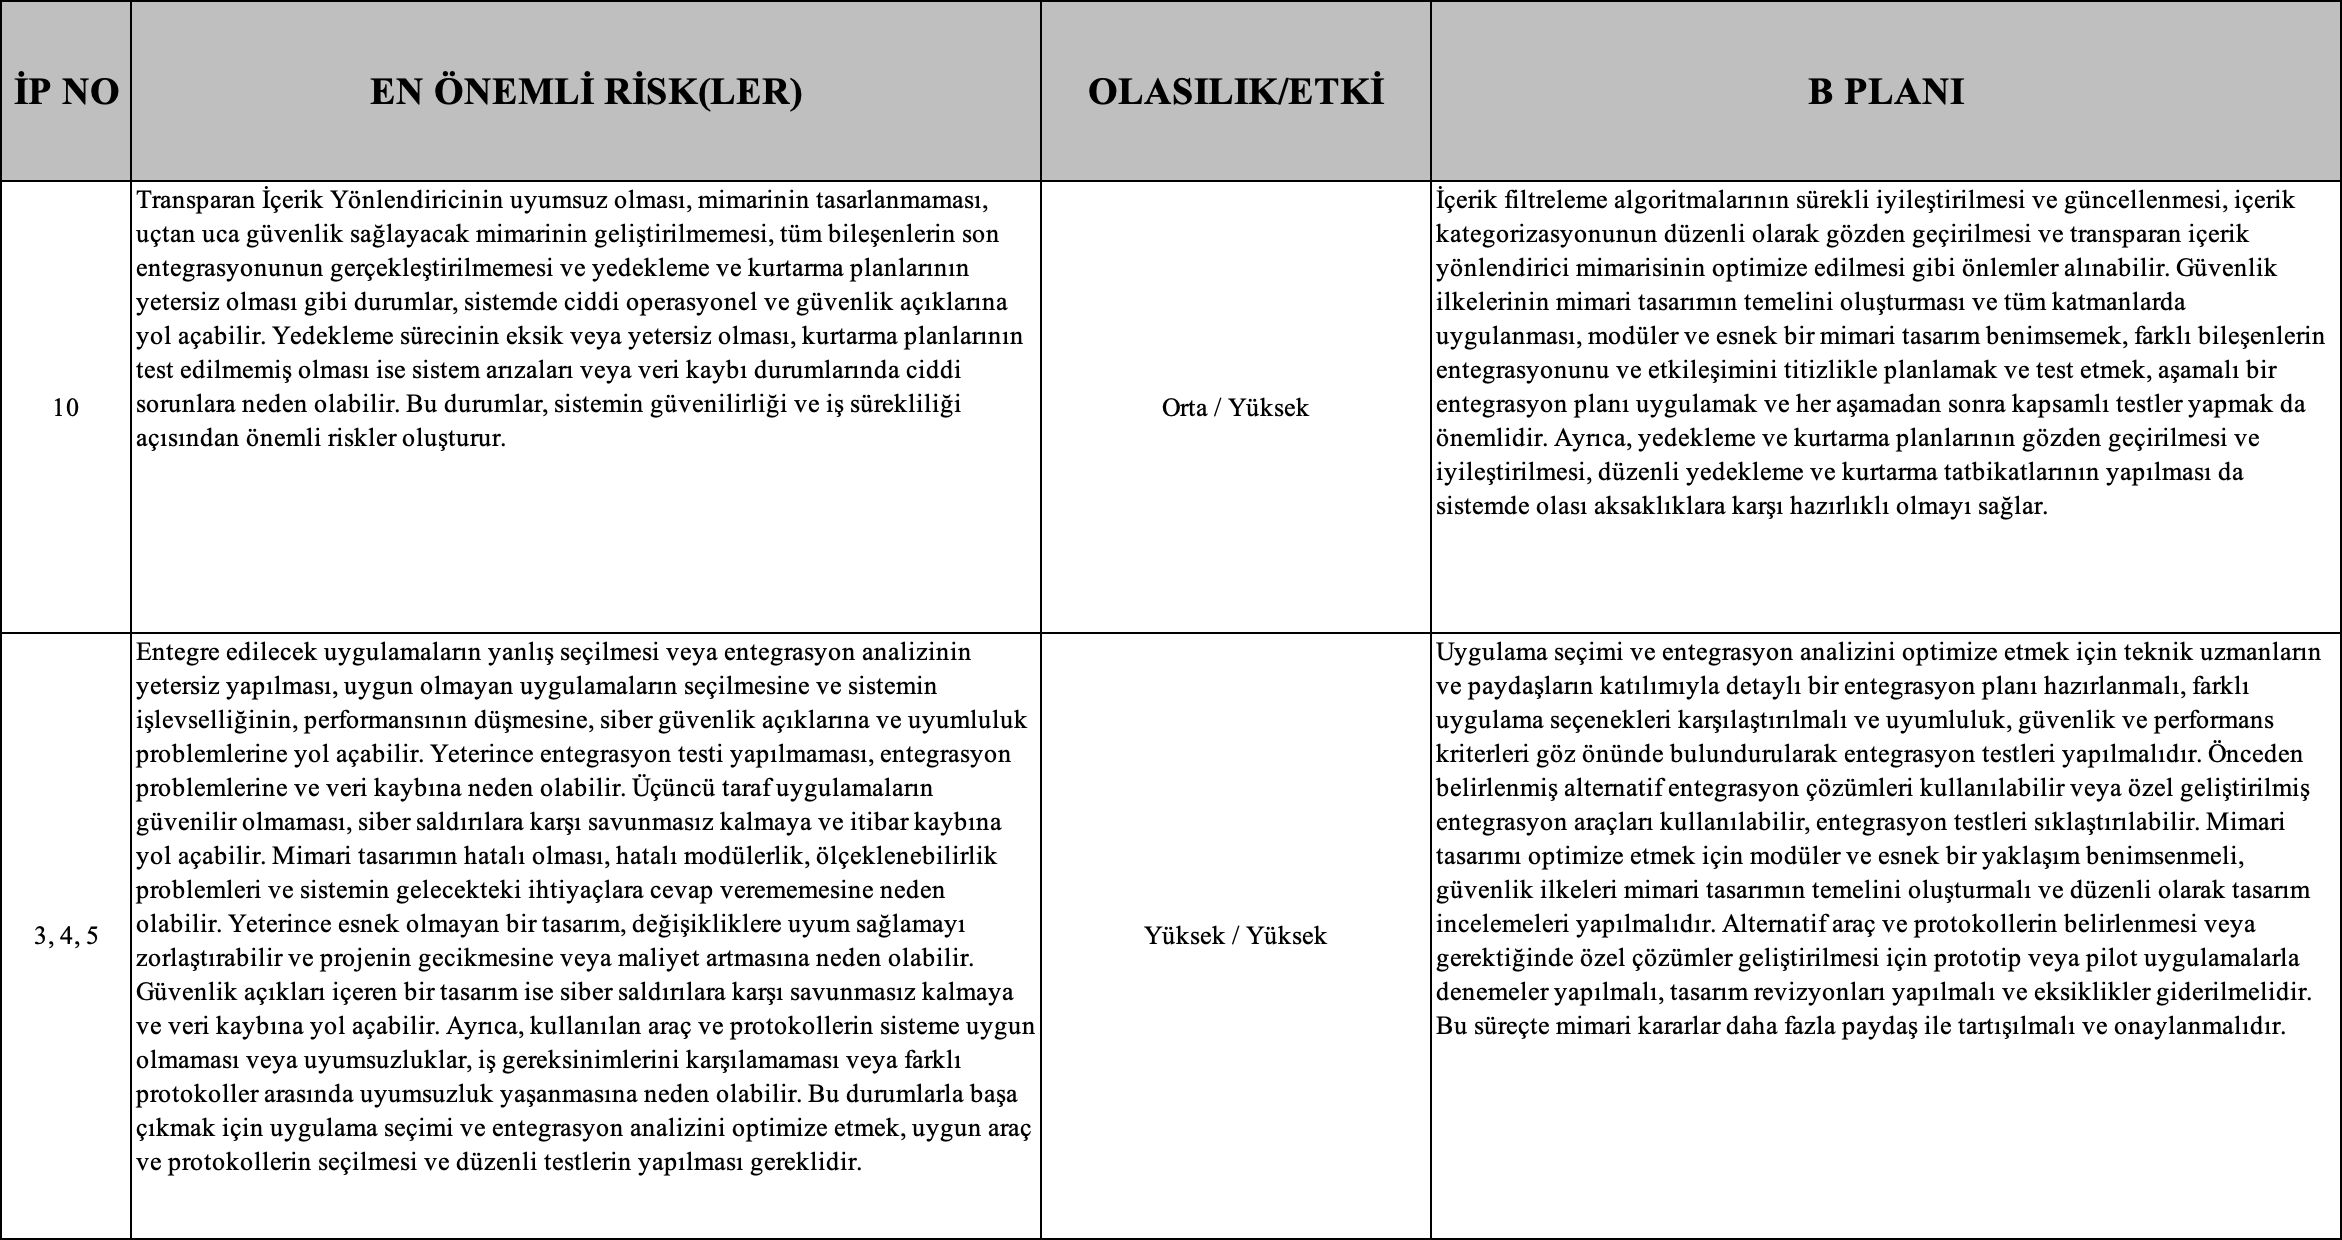 İP NO
EN ÖNEMLİ RİSK(LER)
OLASILIK/ETKİ
B PLANI
10
Transparan İçerik Yönlendiricinin uyumsuz olması, mimarinin tasarlanmaması,
uçtan uca güvenlik sağlayacak mimarinin geliştirilmemesi, tüm bileşenlerin son
entegrasyonunun gerçekleştirilmemesi ve yedekleme ve kurtarma planlarının
yetersiz olması gibi durumlar, sistemde ciddi operasyonel ve güvenlik açıklarına
yol açabilir. Yedekleme sürecinin eksik veya yetersiz olması, kurtarma planlarının
test edilmemiş olması ise sistem arızaları veya veri kaybı durumlarında ciddi
sorunlara neden olabilir. Bu durumlar, sistemin güvenilirliği ve iş sürekliliği
açısından önemli riskler oluşturur.
Orta / Yüksek
İçerik filtreleme algoritmalarının sürekli iyileştirilmesi ve güncellenmesi, içerik
kategorizasyonunun düzenli olarak gözden geçirilmesi ve transparan içerik
yönlendirici mimarisinin optimize edilmesi gibi önlemler alınabilir. Güvenlik
ilkelerinin mimari tasarımın temelini oluşturması ve tüm katmanlarda
uygulanması, modüler ve esnek bir mimari tasarım benimsemek, farklı bileşenlerin
entegrasyonunu ve etkileşimini titizlikle planlamak ve test etmek, aşamalı bir
entegrasyon planı uygulamak ve her aşamadan sonra kapsamlı testler yapmak da
önemlidir. Ayrıca, yedekleme ve kurtarma planlarının gözden geçirilmesi ve
iyileştirilmesi, düzenli yedekleme ve kurtarma tatbikatlarının yapılması da
sistemde olası aksaklıklara karşı hazırlıklı olmayı sağlar.
3, 4, 5
Entegre edilecek uygulamaların yanlış seçilmesi veya entegrasyon analizinin
yetersiz yapılması, uygun olmayan uygulamaların seçilmesine ve sistemin
işlevselliğinin, performansının düşmesine, siber güvenlik açıklarına ve uyumluluk
problemlerine yol açabilir. Yeterince entegrasyon testi yapılmaması, entegrasyon
problemlerine ve veri kaybına neden olabilir. Üçüncü taraf uygulamaların
güvenilir olmaması, siber saldırılara karşı savunmasız kalmaya ve itibar kaybına
yol açabilir. Mimari tasarımın hatalı olması, hatalı modülerlik, ölçeklenebilirlik
problemleri ve sistemin gelecekteki ihtiyaçlara cevap verememesine neden
olabilir. Yeterince esnek olmayan bir tasarım, değişikliklere uyum sağlamayı
zorlaştırabilir ve projenin gecikmesine veya maliyet artmasına neden olabilir.
Güvenlik açıkları içeren bir tasarım ise siber saldırılara karşı savunmasız kalmaya
ve veri kaybına yol açabilir. Ayrıca, kullanılan araç ve protokollerin sisteme uygun
olmaması veya uyumsuzluklar, iş gereksinimlerini karşılamaması veya farklı
protokoller arasında uyumsuzluk yaşanmasına neden olabilir. Bu durumlarla başa
çıkmak için uygulama seçimi ve entegrasyon analizini optimize etmek, uygun araç
ve protokollerin seçilmesi ve düzenli testlerin yapılması gereklidir.
Yüksek / Yüksek
Uygulama seçimi ve entegrasyon analizini optimize etmek için teknik uzmanların
ve paydaşların katılımıyla detaylı bir entegrasyon planı hazırlanmalı, farklı
uygulama seçenekleri karşılaştırılmalı ve uyumluluk, güvenlik ve performans
kriterleri göz önünde bulundurularak entegrasyon testleri yapılmalıdır. Önceden
belirlenmiş alternatif entegrasyon çözümleri kullanılabilir veya özel geliştirilmiş
entegrasyon araçları kullanılabilir, entegrasyon testleri sıklaştırılabilir. Mimari
tasarımı optimize etmek için modüler ve esnek bir yaklaşım benimsenmeli,
güvenlik ilkeleri mimari tasarımın temelini oluşturmalı ve düzenli olarak tasarım
incelemeleri yapılmalıdır. Alternatif araç ve protokollerin belirlenmesi veya
gerektiğinde özel çözümler geliştirilmesi için prototip veya pilot uygulamalarla
denemeler yapılmalı, tasarım revizyonları yapılmalı ve eksiklikler giderilmelidir.
Bu süreçte mimari kararlar daha fazla paydaş ile tartışılmalı ve onaylanmalıdır.